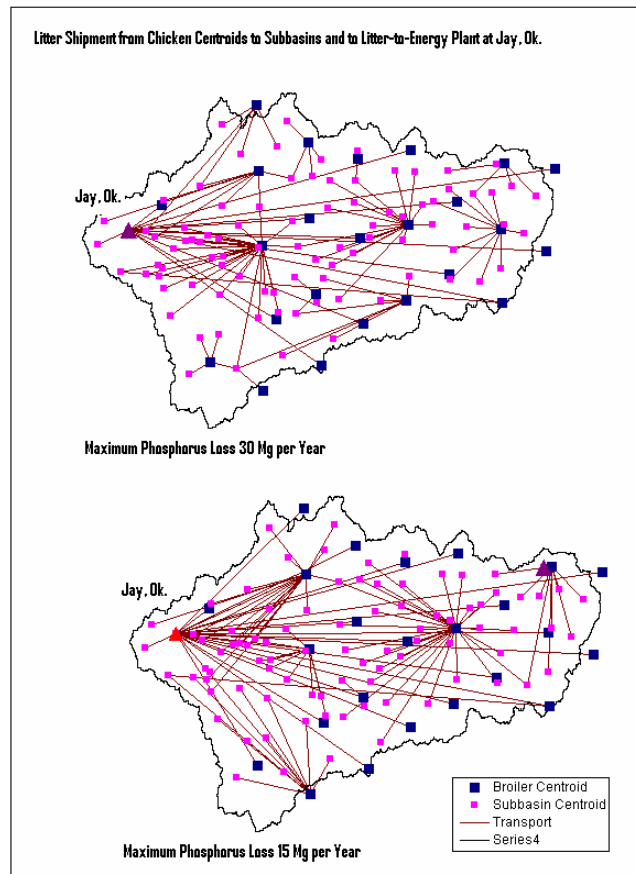 Litter Shipment from Chicken Centroids to Subbasins and to Litter-to-Energy Plant at Jay, Ok.
Jay, Ok.
Maximum Phosphorus Loss 30 Mg per Year
Jay, Ok.
Broiler Centroid
Subbasin Centroid
Transport
Series4
Maximum Phosphorus Loss 15 Mg per Year